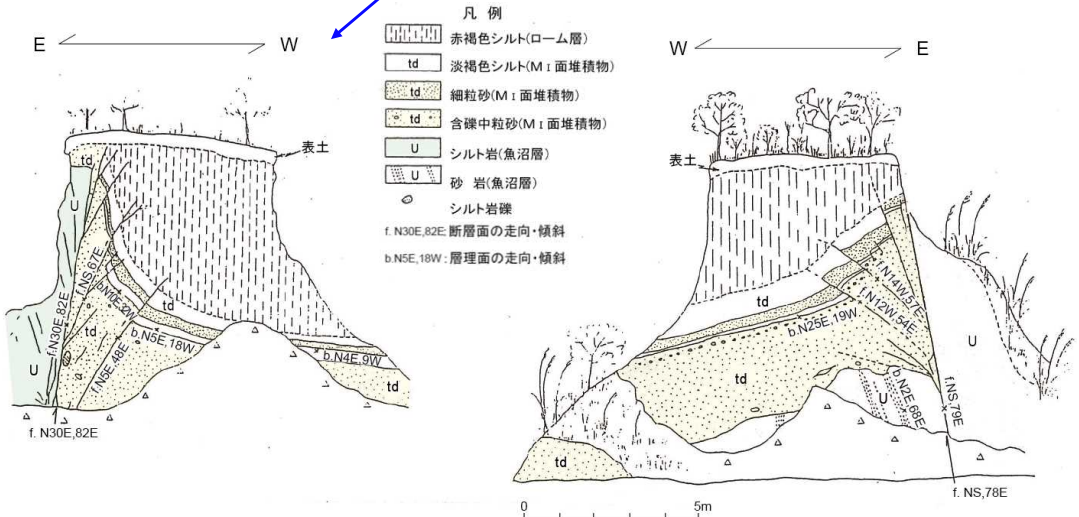 凡 例
赤褐色シルト(ローム層)
td 淡褐色シルト(MⅠ面堆積物)
td 細粒砂(MⅠ面堆積物)
td 含礫中粒砂(MⅠ面堆積物)
U シルト岩(魚沼層)
U 砂 岩(魚沼層)
シルト岩礫
f. N30E,82E: 断層面の走向・傾斜
b.N5E,18W: 層理面の走向・傾斜
E W
表土
td
U
f.NS,67E
td
b.N5E,18W
f.N30E,82E
td
f.N5E,48E
b.N4E,9W
U
td
f. N30E,82E
W E
表土
td
f.N14W,57E
f.N12W,54E
b.N25E,19W
U
td
U
b.N2E,68E
f.NS,79E
td
f. NS,78E
0 5m